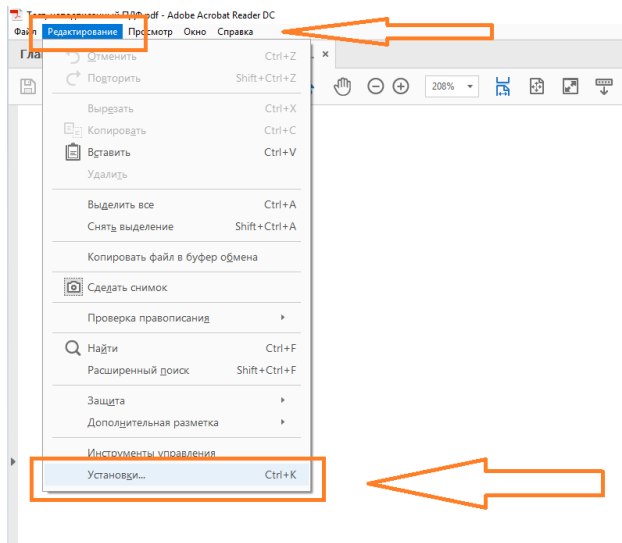 Тест неподписанный ПДФ.pdf - Adobe Acrobat Reader DC
Файл Редактирование Просмотр Окно Справка
Гла
Отменить Ctrl+Z
Повторить Shift+Ctrl+Z
208%
Вырезать Ctrl+X
Копировать Ctrl+C
Вставить Ctrl+V
Удалить
Выделить все Ctrl+A
Снять выделение Shift+Ctrl+A
Копировать файл в буфер обмена
Сделать снимок
Проверка правописания
Найти Ctrl+F
Расширенный поиск Shift+Ctrl+F
Защита
Дополнительная разметка
Инструменты управления
Установки... Ctrl+K